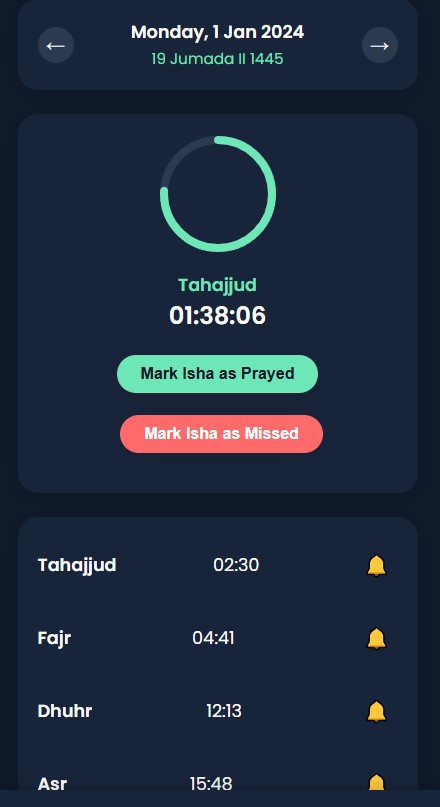 ←
Monday, 1 Jan 2024
→
19 Jumada II 1445
Tahajjud
01:38:06
Mark Isha as Prayed
Mark Isha as Missed
Tahajjud 02:30
Fajr 04:41
Dhuhr 12:13
Asr 15:48